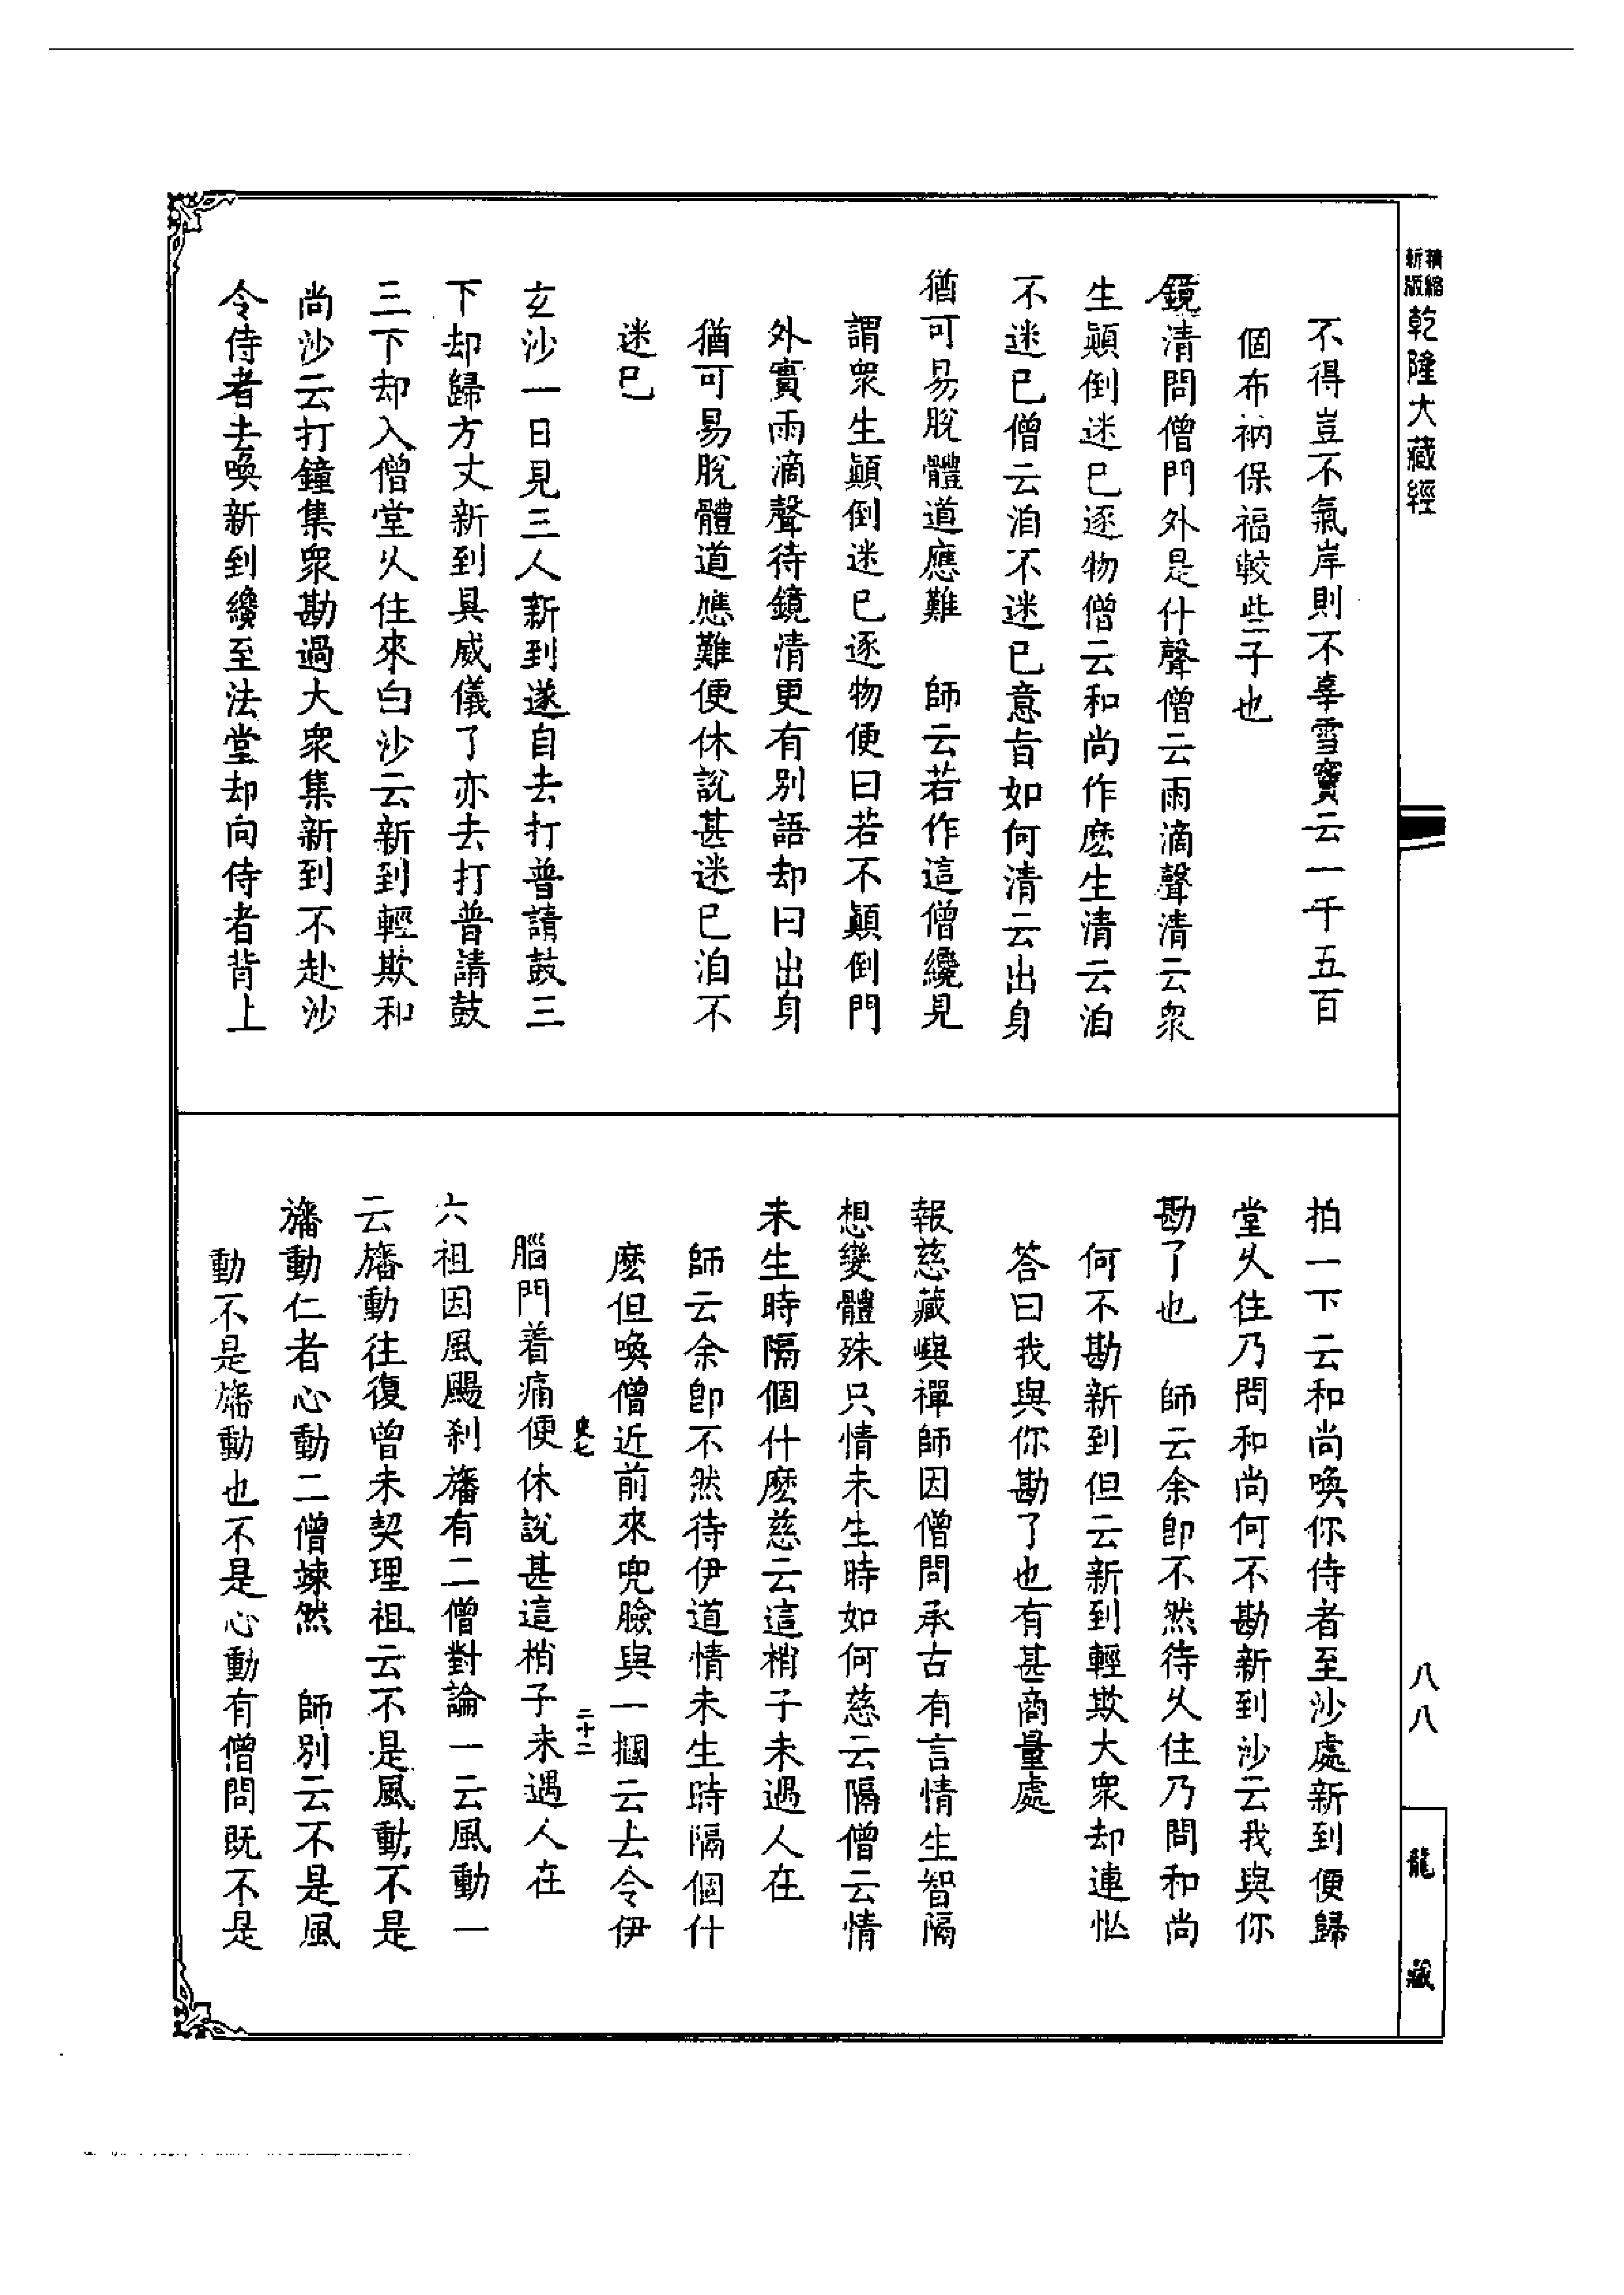 精縮
新版
乾隆大藏經
不得豈不氣岸則不辜雪竇云一千五百
個布衲保福較些子也
鏡清問僧門外是什聲僧云雨滴聲清云衆
生顛倒迷已逐物僧云和尚作麽生清云洎
不迷已僧云洎不迷已意旨如何清云出身
猶可易脫體道應難　師云若作這僧纔見
謂衆生顛倒迷已逐物便曰若不顛倒門
外實雨滴聲待鏡清更有別語却曰出身
猶可易脫體道應難便休說甚迷已洎不
迷已
玄沙一日見三人新到遂自去打普請鼓三
下却歸方丈新到具威儀了亦去打普請鼓
三下却入僧堂久住來白沙云新到輕欺和
尚沙云打鐘集衆勘過大衆集新到不赴沙
令侍者去喚新到纔至法堂却向侍者背上
拍一下云和尚喚你侍者至沙處新到便歸
堂久住乃問和尚何不勘新到沙云我與你
勘了也　師云余卽不然待久住乃問和尚
何不勘新到但云新到輕欺大衆却連忙
答曰我與你勘了也有甚商量處
報慈藏嶼禪師因僧問承古有言情生智隔
想變體殊只情未生時如何慈云隔僧云情
未生時隔個什麽慈云這梢子未遇人在
師云余卽不然待伊道情未生時隔個什
麽但喚僧近前來兜臉與一摑云去令伊
腦門着痛便休說甚這梢子未遇人在
二十二
六祖因風颺刹旛有二僧對論一云風動一
云旛動往復曾未契理祖云不是風動不是
旛動仁者心動二僧竦然　師別云不是風
動不是旛動也不是心動有僧問既不是
八八
龍藏